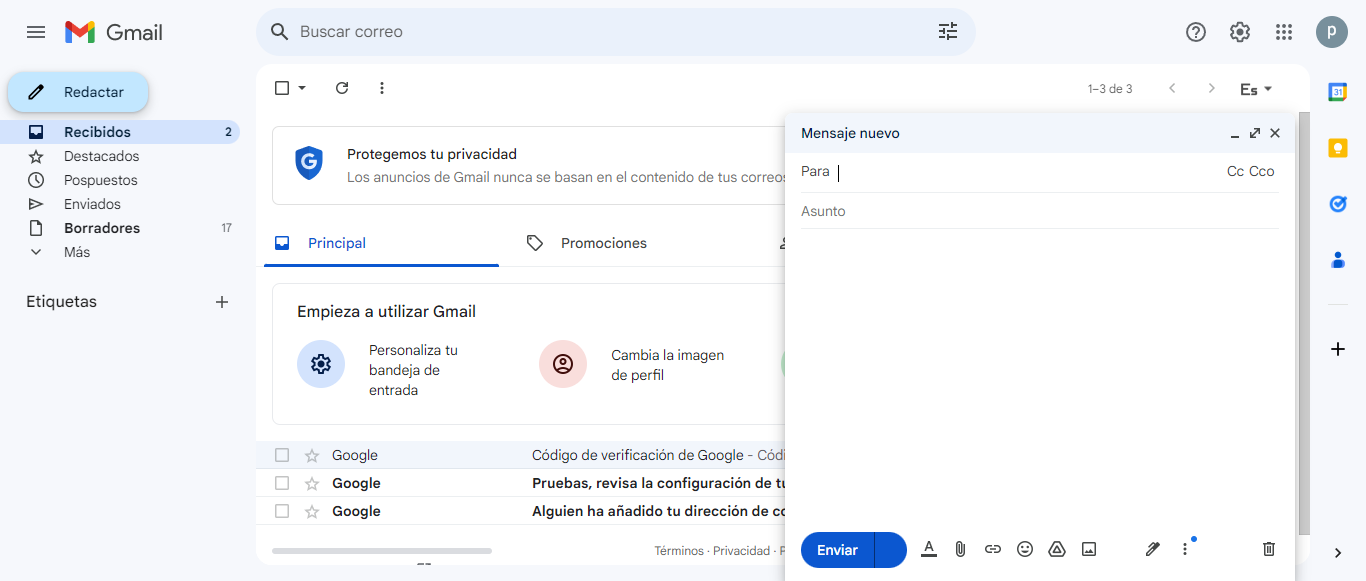 Gmail
Buscar correo
P
Redactar
1–3 de 3
Es
31
Recibidos 2
Destacados
Pospuestos
Enviados
Borradores 17
Más
Etiquetas
G
Protegemos tu privacidad
Los anuncios de Gmail nunca se basan en el contenido de tus correos
Principal
Promociones
Empieza a utilizar Gmail
Personaliza tu
bandeja de
entrada
Cambia la imagen
de perfil
Google Código de verificación de Google - Códi
Google Pruebas, revisa la configuración de tu
Google Alguien ha añadido tu dirección de co
Términos · Privacidad · P
Mensaje nuevo
Para Cc Cco
Asunto
Enviar